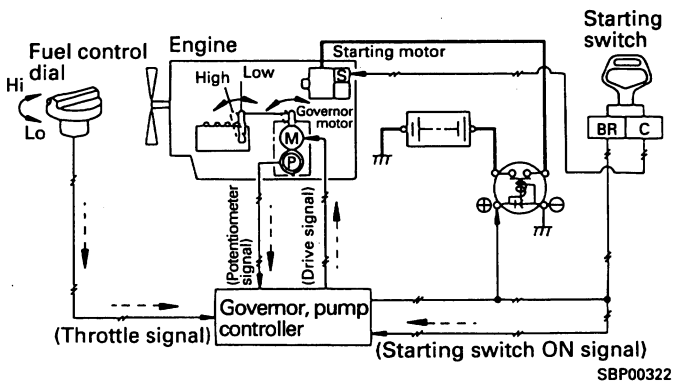 Starting
switch
Engine
Starting motor
Fuel control
dial
Hi
Lo
High
Low
S
Governor
motor
M
P
BR C
(Potentiometer
signal)
(Drive signal)
Governor, pump
controller
(Throttle signal)
(Starting switch ON signal)
SBP00322